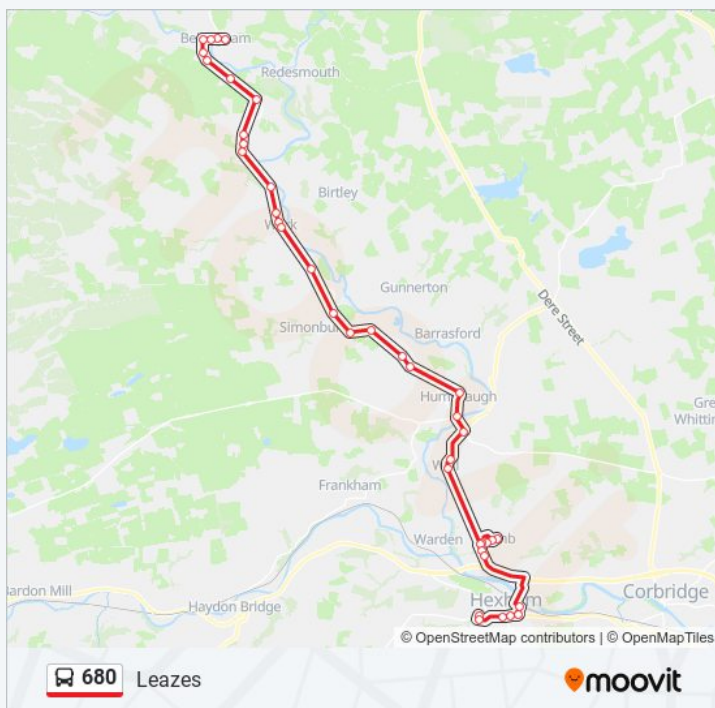 Redesmouth
Birtley
Gunnerton
Simonburn
Barrasford
Dere Street
Humshaugh
Frankham
Warden
Bardon Mill
Haydon Bridge
Hexham
Corbridge
© OpenStreetMap contributors | © OpenMapTiles
680 Leazes
moovit